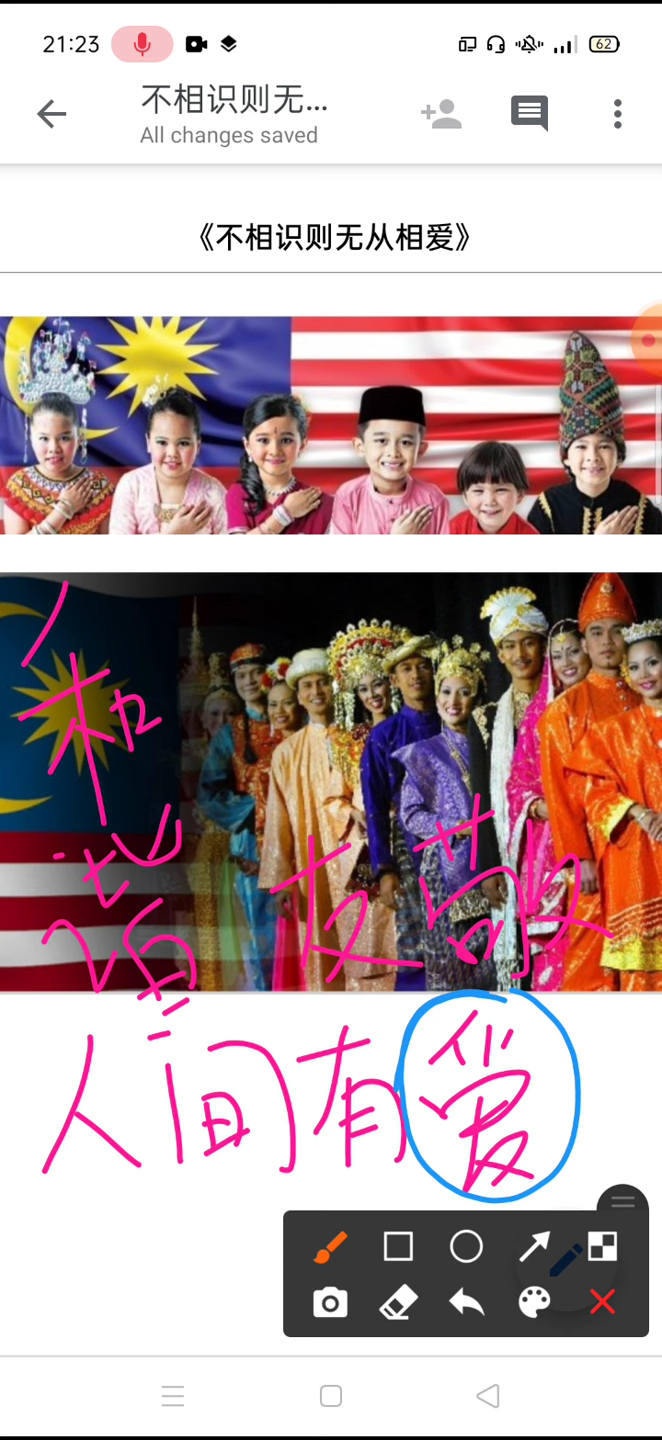 21:23
62
不相识则无...
All changes saved
《不相识则无从相爱》
和
谐 友 敬
人间有爱